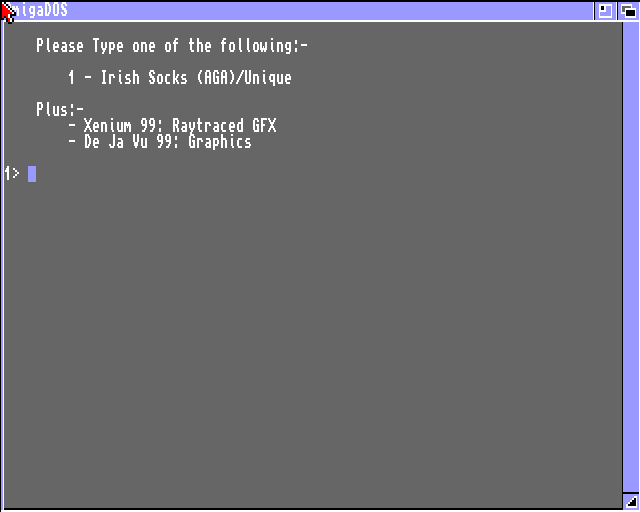 migaDOS
Please Type one of the following:-
1 - Irish Socks (AGA)/Unique
Plus:-
- Xenium 99: Raytraced GFX
- De Ja Vu 99: Graphics
1>